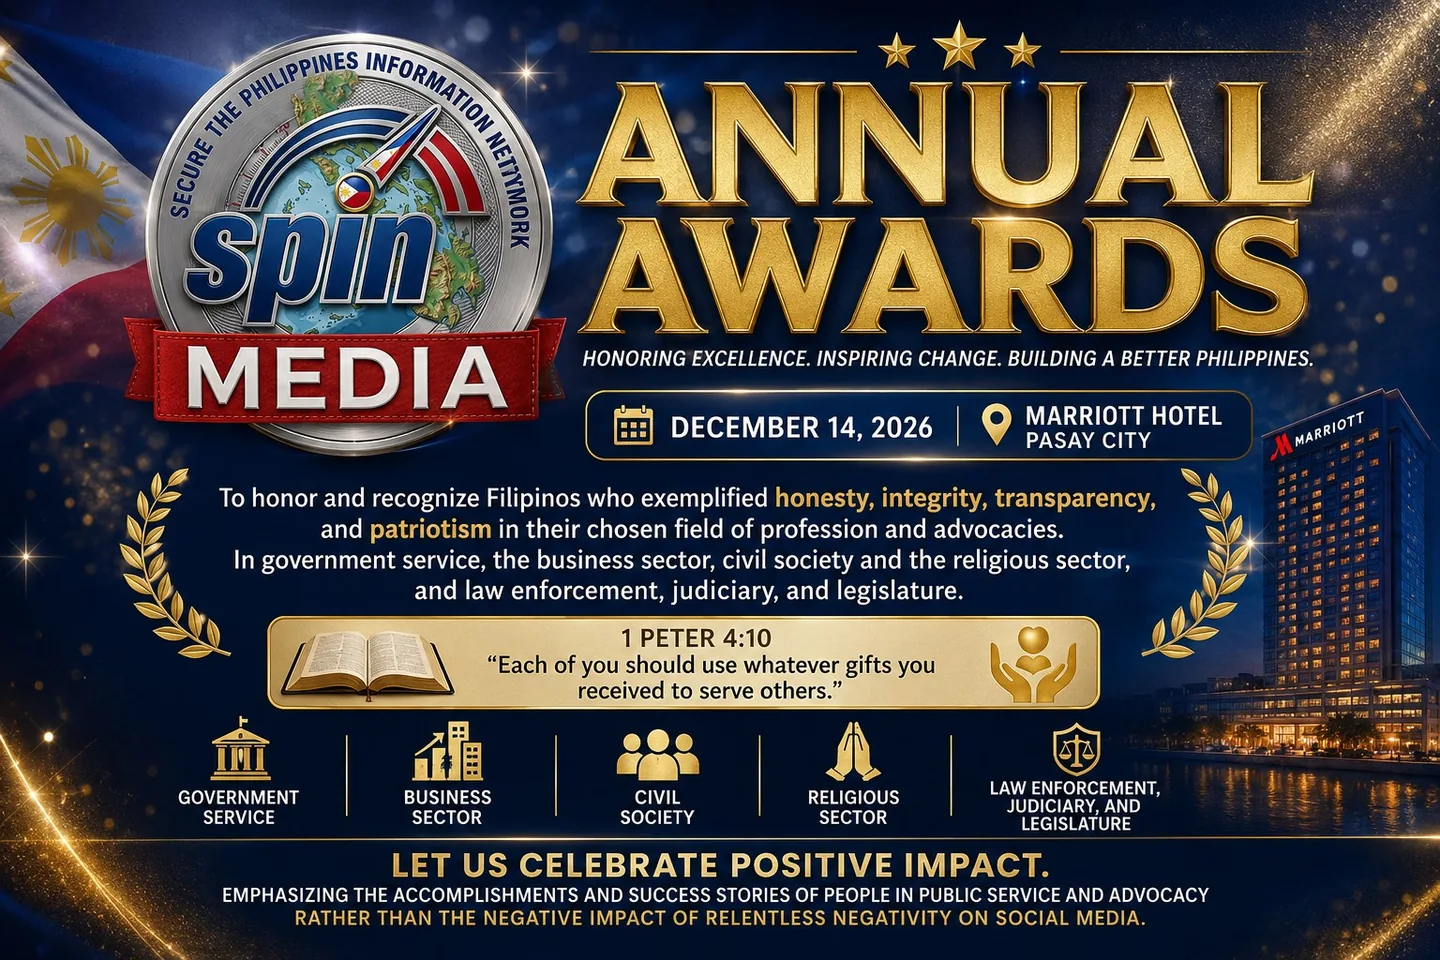 SECURE THE PHILIPPINES INFORMATION NETTYMORK
spin
MEDIA
ANNUAL
AWARDS
HONORING EXCELLENCE. INSPIRING CHANGE. BUILDING A BETTER PHILIPPINES.
DECEMBER 14, 2026
MARRIOTT HOTEL
PASAY CITY
MARRIOTT
To honor and recognize Filipinos who exemplified honesty, integrity, transparency,
and patriotism in their chosen field of profession and advocacies.
In government service, the business sector, civil society and the religious sector,
and law enforcement, judiciary, and legislature.
1 PETER 4:10
“Each of you should use whatever gifts you
received to serve others.”
GOVERNMENT
SERVICE
BUSINESS
SECTOR
CIVIL
SOCIETY
RELIGIOUS
SECTOR
LAW ENFORCEMENT,
JUDICIARY, AND
LEGISLATURE
LET US CELEBRATE POSITIVE IMPACT.
EMPHASIZING THE ACCOMPLISHMENTS AND SUCCESS STORIES OF PEOPLE IN PUBLIC SERVICE AND ADVOCACY
RATHER THAN THE NEGATIVE IMPACT OF RELENTLESS NEGATIVITY ON SOCIAL MEDIA.